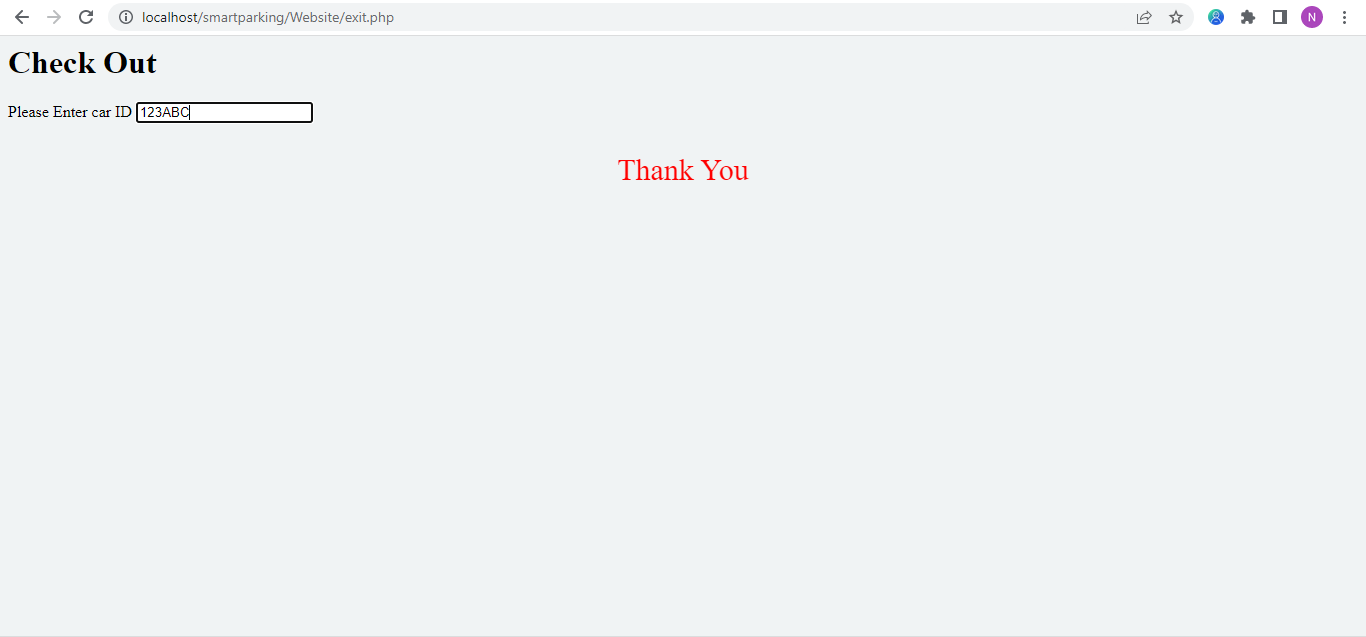 localhost/smartparking/Website/exit.php
N
Check Out
Please Enter car ID 123ABC
Thank You